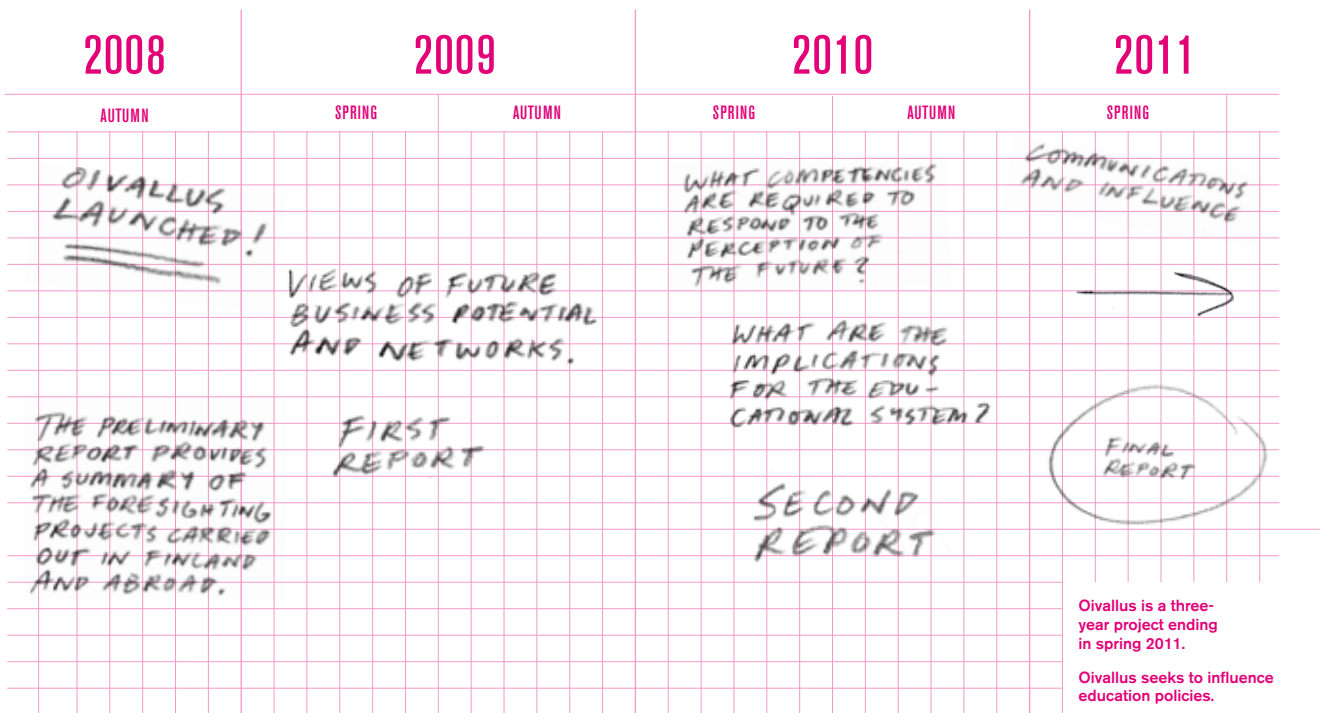 2008
2009
2010
2011
AUTUMN
SPRING
AUTUMN
SPRING
AUTUMN
SPRING
OIVALLUS
LAUNCHED!
THE PRELIMINARY
REPORT PROVIDES
A SUMMARY OF
THE FORESIGHTING
PROJECTS CARRIED
OUT IN FINLAND
AND ABROAD.
VIEWS OF FUTURE
BUSINESS POTENTIAL
AND NETWORKS.
FIRST
REPORT
WHAT COMPETENCIES
ARE REQUIRED TO
RESPOND TO THE
PERCEPTION OF
THE FUTURE?
WHAT ARE THE
IMPLICATIONS
FOR THE EDU-
CATIONAL SYSTEM?
SECOND
REPORT
COMMUNICATIONS
AND INFLUENCE
FINAL
REPORT
Oivallus is a three-
year project ending
in spring 2011.
Oivallus seeks to influence
education policies.